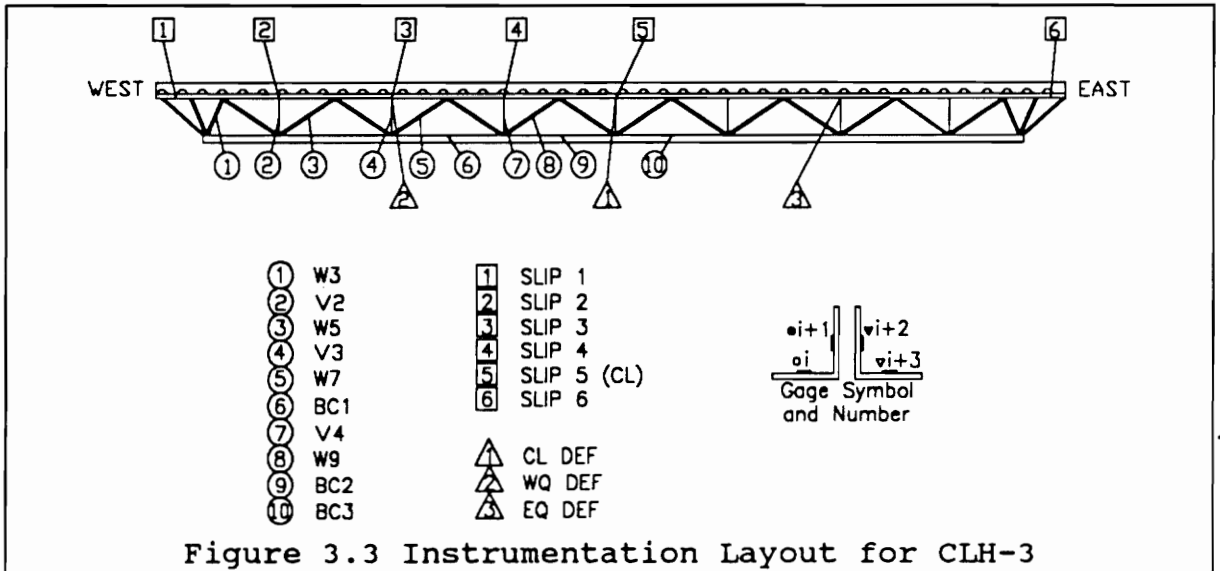 1 2 3 4 5 6
WEST EAST
1 2 3 4 5 6 7 8 9 10
2 1 3
1 W3
2 V2
3 W5
4 V3
5 W7
6 BC1
7 V4
8 W9
9 BC2
10 BC3
1 SLIP 1
2 SLIP 2
3 SLIP 3
4 SLIP 4
5 SLIP 5 (CL)
6 SLIP 6
1 CL DEF
2 WQ DEF
3 EQ DEF
i+1 i+2
i i+3
Gage Symbol
and Number
Figure 3.3 Instrumentation Layout for CLH-3